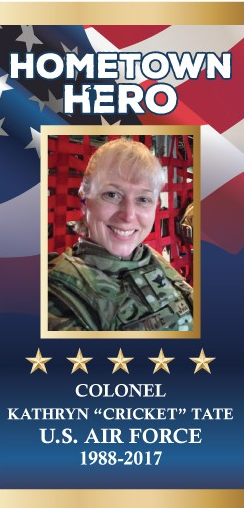 HOMETOWN
HERO
COLONEL
KATHRYN “CRICKET” TATE
U.S. AIR FORCE
1988-2017